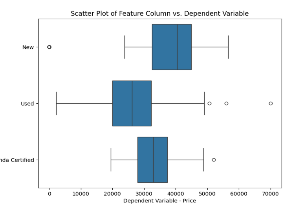 Scatter Plot of Feature Column vs. Dependent Variable
New
Used
nda Certified
0 10000 20000 30000 40000 50000 60000 70000
Dependent Variable - Price